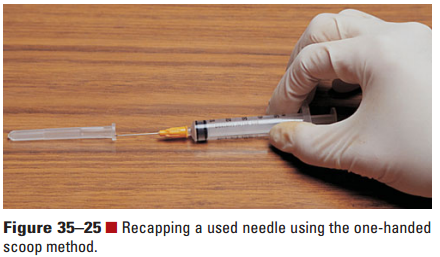 Figure 35–25 ■ Recapping a used needle using the one-handed
scoop method.